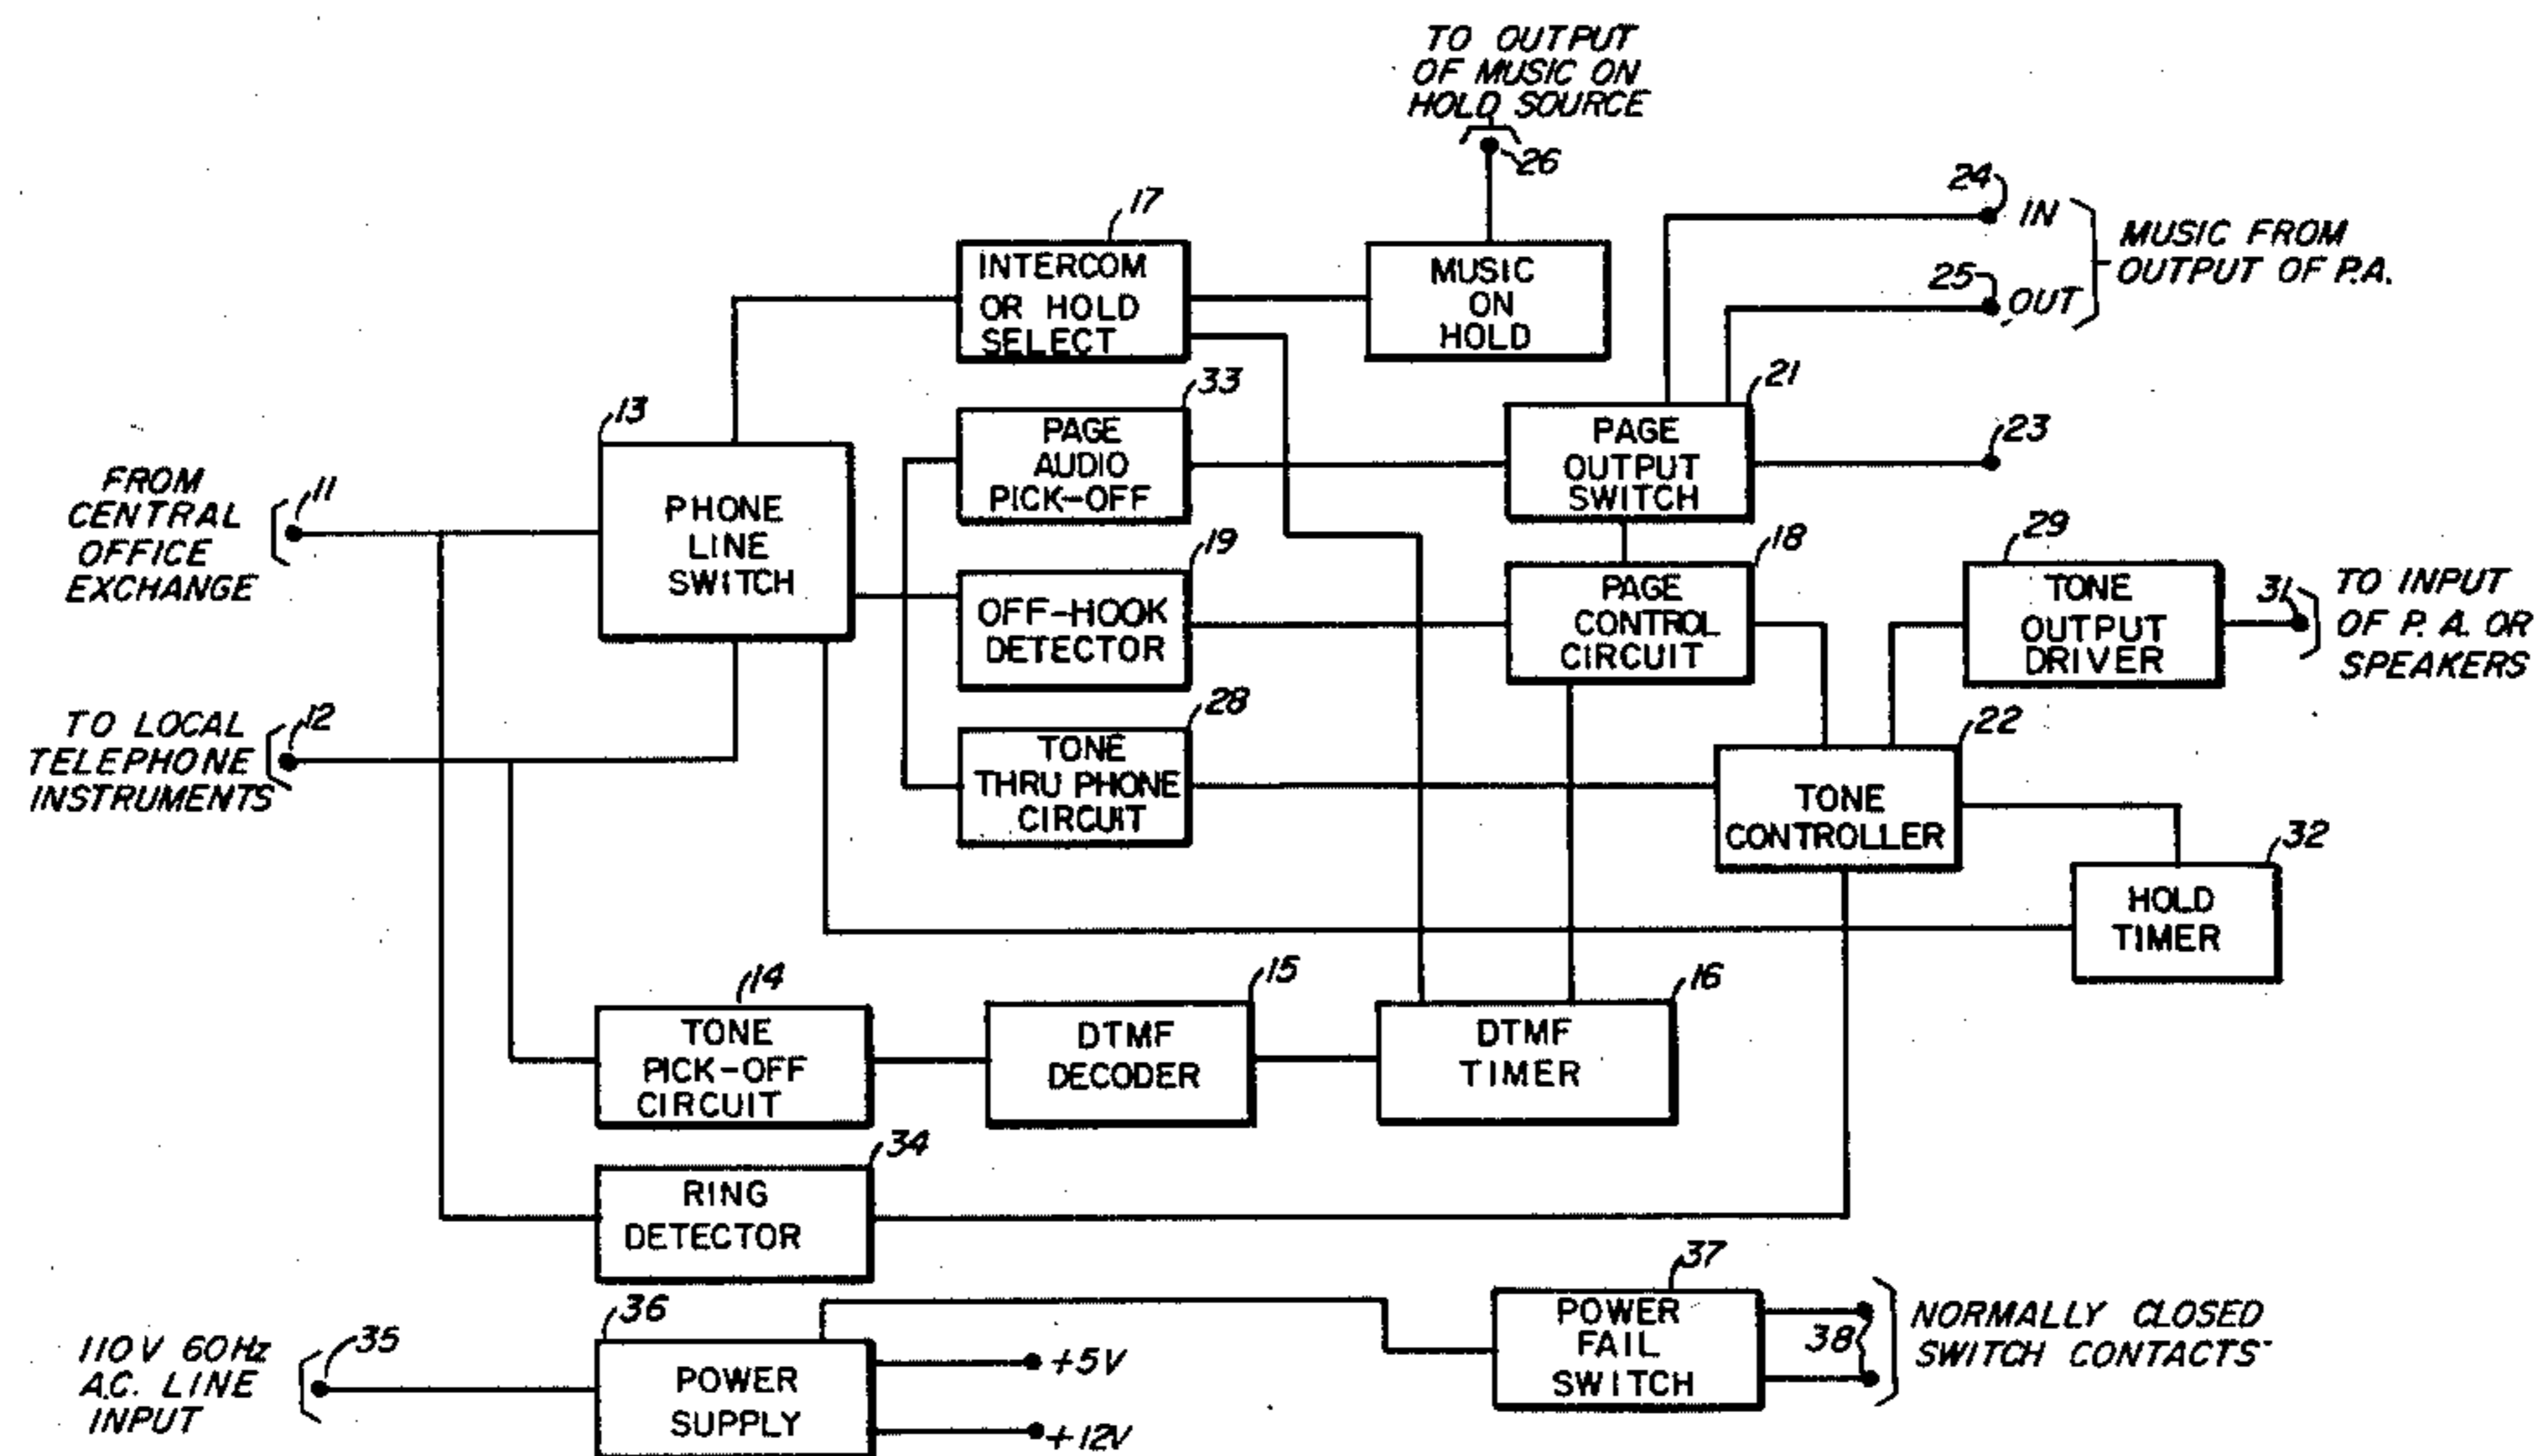 TO OUTPUT
OF MUSIC ON
HOLD SOURCE
26
24
IN
25
OUT
MUSIC FROM
OUTPUT OF P.A.
17
INTERCOM
OR HOLD
SELECT
MUSIC
ON
HOLD
33
PAGE
AUDIO
PICK-OFF
21
PAGE
OUTPUT
SWITCH
23
13
PHONE
LINE
SWITCH
FROM
CENTRAL
OFFICE
EXCHANGE
11
19
OFF-HOOK
DETECTOR
18
PAGE
CONTROL
CIRCUIT
29
TONE
OUTPUT
DRIVER
31
TO INPUT
OF P. A. OR
SPEAKERS
TO LOCAL
TELEPHONE
INSTRUMENTS
12
28
TONE
THRU PHONE
CIRCUIT
22
TONE
CONTROLLER
32
HOLD
TIMER
14
TONE
PICK-OFF
CIRCUIT
15
DTMF
DECODER
16
DTMF
TIMER
34
RING
DETECTOR
110V 60Hz
A.C. LINE
INPUT
35
36
POWER
SUPPLY
+5V
+12V
37
POWER
FAIL
SWITCH
38
NORMALLY CLOSED
SWITCH CONTACTS